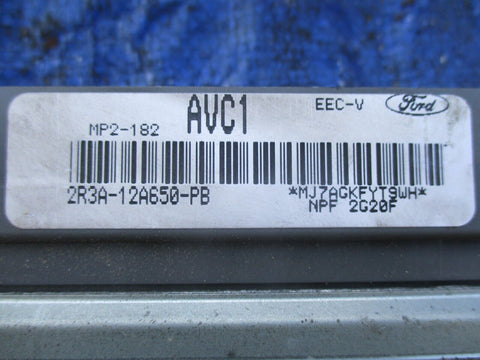 AVC1
EEC-V
Ford
MP2-182
2R3A-12A650-PB
*MJ7AGKFYT9WH*
NPF 2G20F